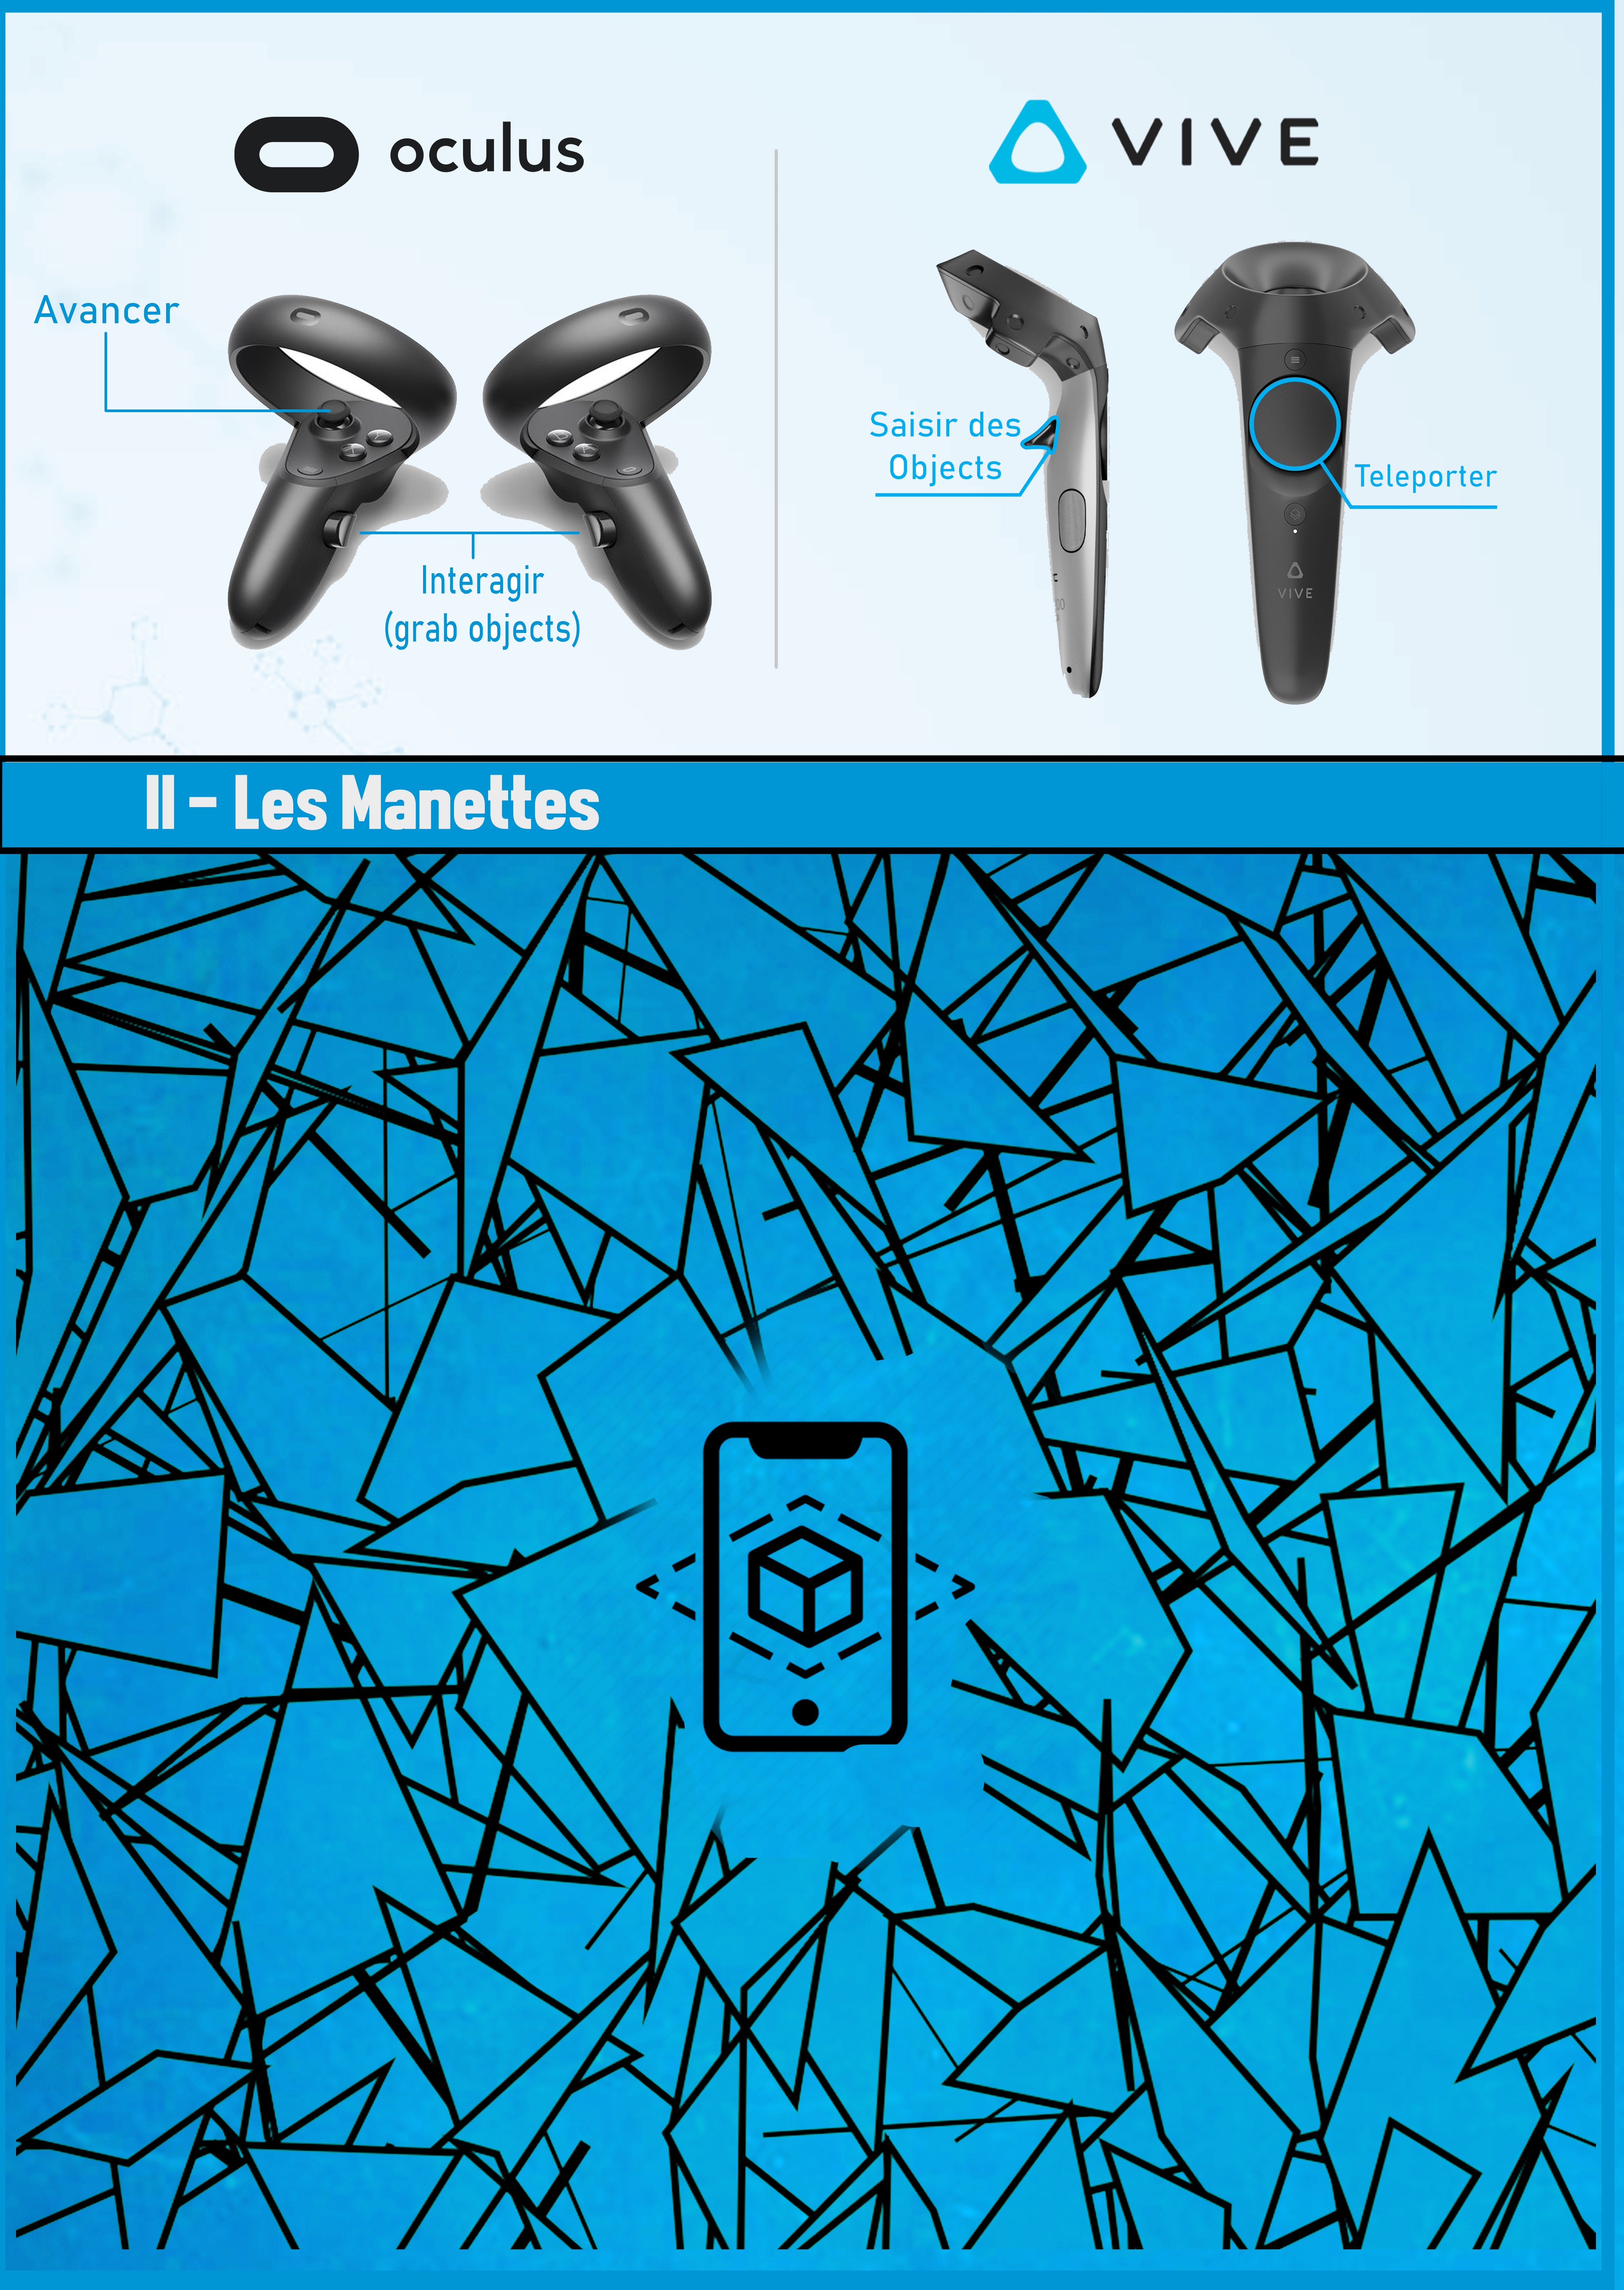 oculus
Avancer
Interagir
(grab objects)
VIVE
Saisir des
Objects
Teleporter
VIVE
II - Les Manettes